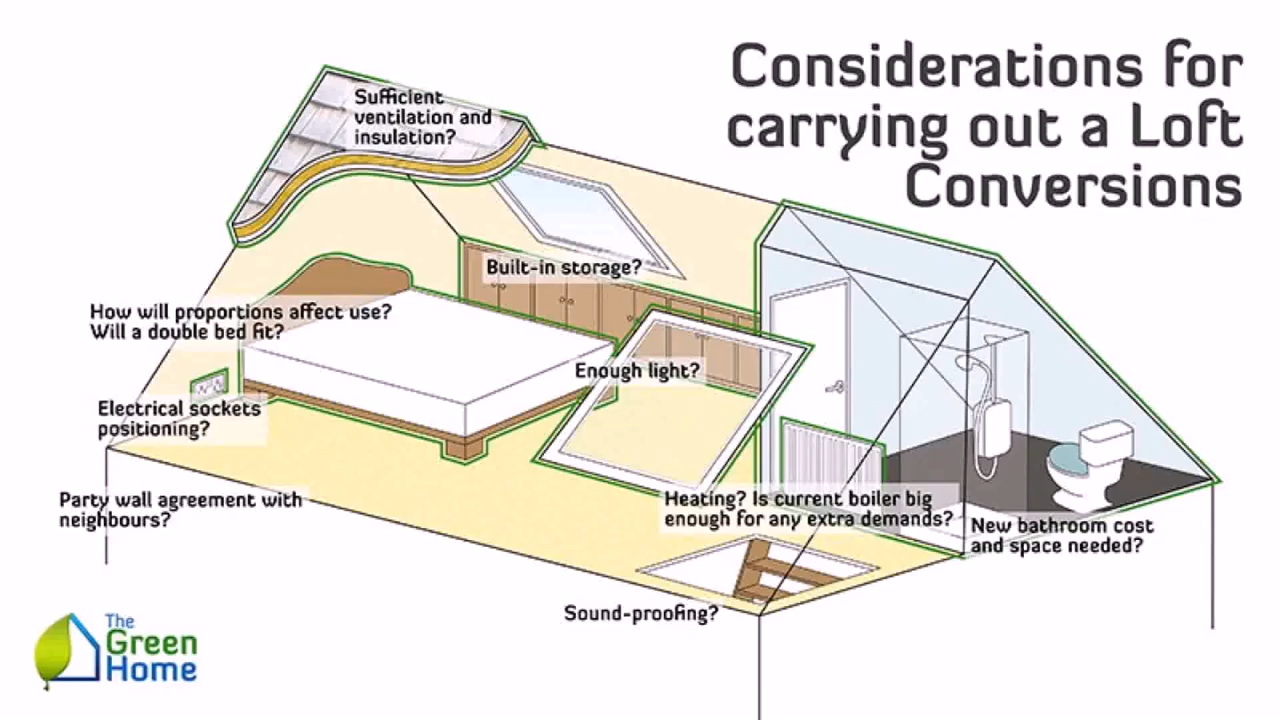 Considerations for
carrying out a Loft
Conversions
Sufficient
ventilation and
insulation?
Built-in storage?
How will proportions affect use?
Will a double bed fit?
Enough light?
Electrical sockets
positioning?
Party wall agreement with
neighbours?
Heating? Is current boiler big
enough for any extra demands?
New bathroom cost
and space needed?
Sound-proofing?
The
Green
Home